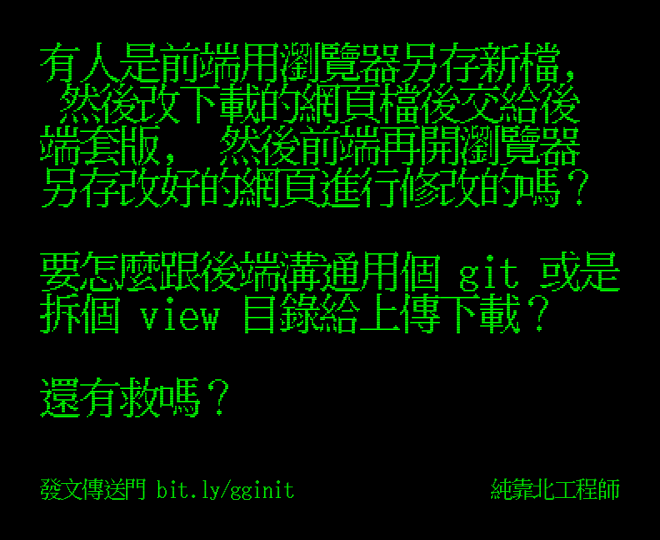 有人是前端用瀏覽器另存新檔，
然後改下載的網頁檔後交給後
端套版， 然後前端再開瀏覽器
另存改好的網頁進行修改的嗎？
要怎麼跟後端溝通用個 git 或是
拆個 view 目錄給上傳下載？
還有救嗎？
發文傳送門 bit.ly/gginit
純靠北工程師